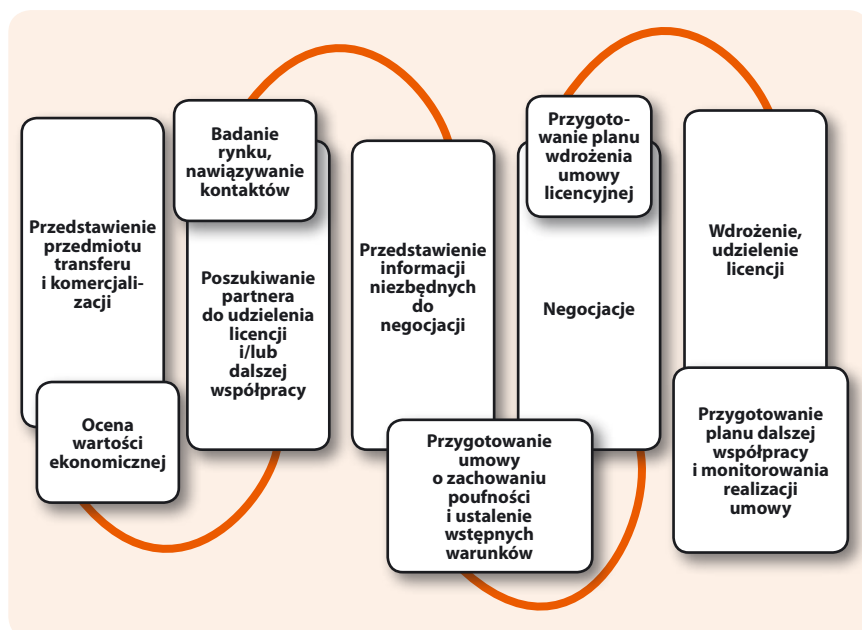 Przedstawienie
przedmiotu
transferu
i komercjali-
zacji
Ocena
wartości
ekonomicznej
Badanie
rynku,
nawiązywanie
kontaktów
Poszukiwanie
partnera
do udzielenia
licencji
i/lub
dalszej
współpracy
Przedstawienie
informacji
niezbędnych
do
negocjacji
Przygotowanie
umowy
o zachowaniu
poufności
i ustalenie
wstępnych
warunków
Przygoto-
wanie planu
wdrożenia
umowy
licencyjnej
Negocjacje
Wdrożenie,
udzielenie
licencji
Przygotowanie
planu dalszej
współpracy
i monitorowania
realizacji
umowy